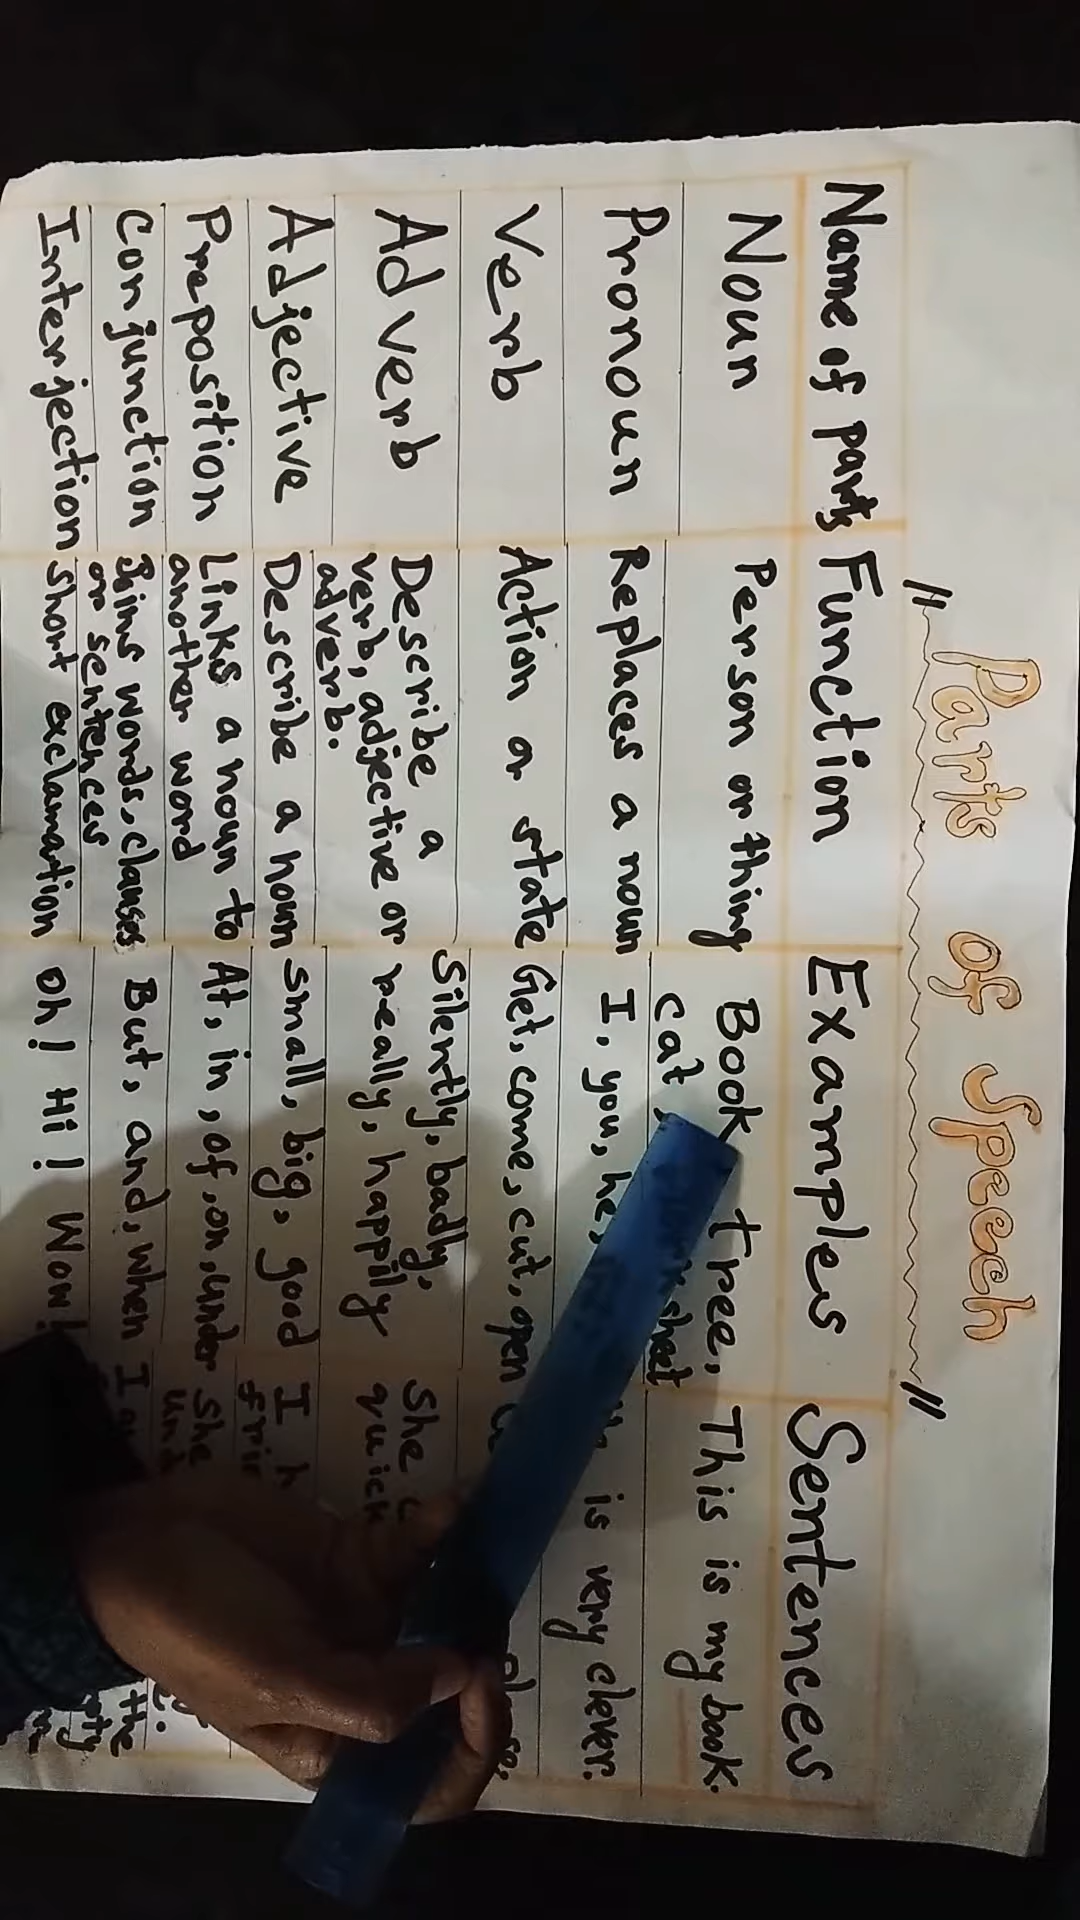 "Parts of Speech"
Name of parts Function Examples Sentences
Noun Person or thing Book tree, This is my book.
cat, sheet
Pronoun Replaces a noun I, you, he, is very clever.
Verb Action or state Get, come, cut, open
Adverb Describe a Silently, badly, She
verb, adjective or really, happily
adverb.
Adjective Describe a noun small, big, good I
Preposition Links a noun to At, in, of, on, under She
another word
Conjunction Joins words, clauses But, and, when I
or sentences the
Interjection Short exclamation oh! Hi! Wow!